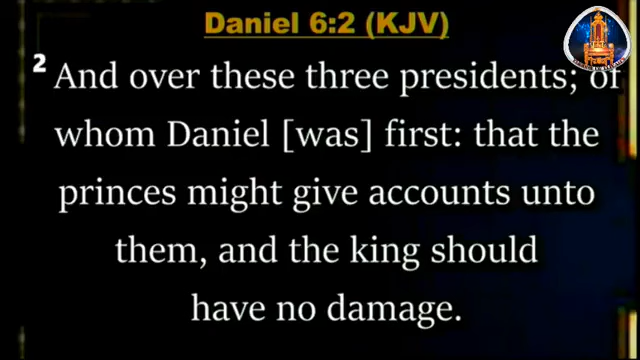 Daniel 6:2 (KJV)
2 And over these three presidents; of
whom Daniel [was] first: that the
princes might give accounts unto
them, and the king should
have no damage.